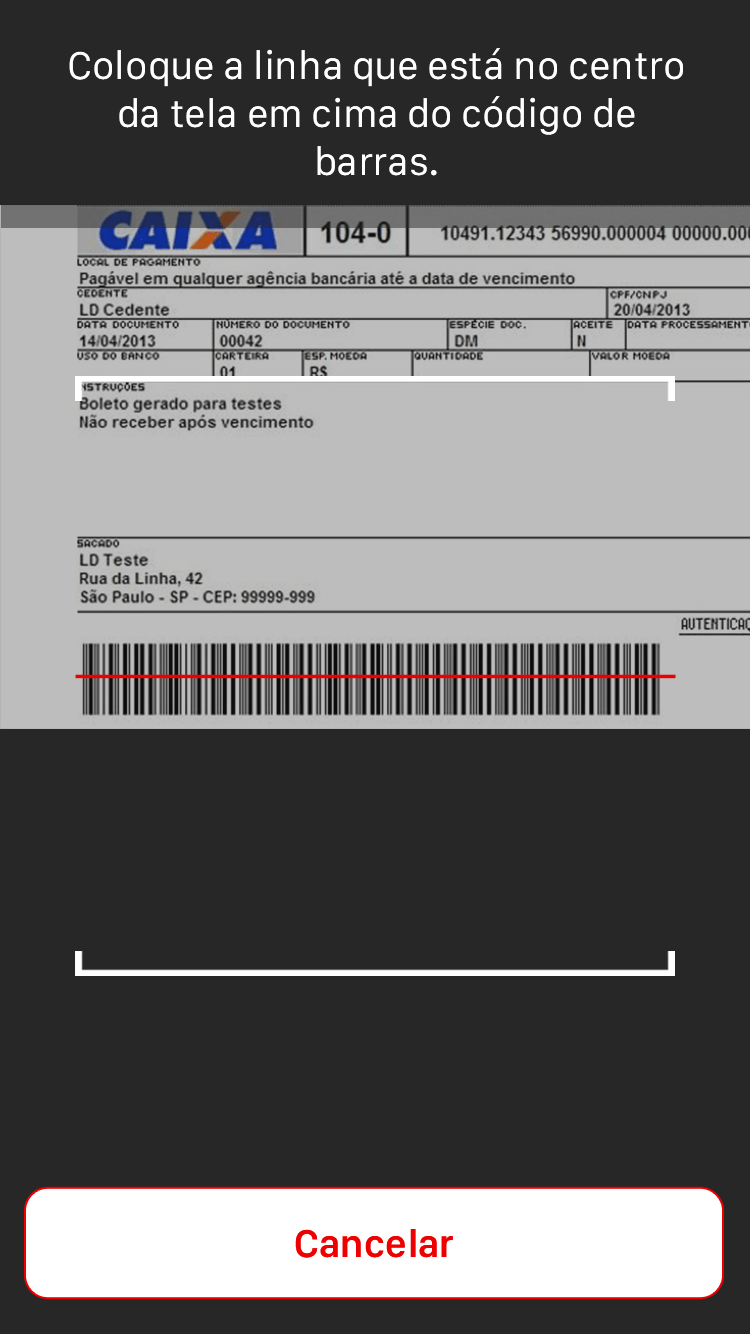 Coloque a linha que está no centro
da tela em cima do código de
barras.
CAIXA 104-0 10491.12343 56990.000004 00000.00
LOCAL DE PAGAMENTO
Pagável em qualquer agência bancária até a data de vencimento
CEDENTE CPF/CNPJ
LD Cedente 20/04/2013
DATA DOCUMENTO NÚMERO DO DOCUMENTO ESPÉCIE DOC. ACEITE DATA PROCESSAMENT
14/04/2013 00042 DM N
USO DO BANCO CARTEIRA ESP. MOEDA QUANTIDADE VALOR MOEDA
01 R$
NSTRUÇÕES
Boleto gerado para testes
Não receber após vencimento
SACADO
LD Teste
Rua da Linha, 42
São Paulo - SP - CEP: 99999-999
AUTENTICAÇ
Cancelar